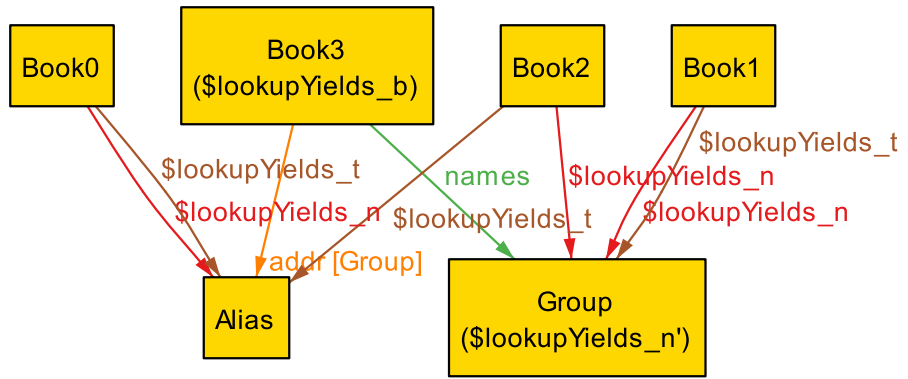 Book0
Book3
($lookupYields_b)
Book2
Book1
$lookupYields_t
$lookupYields_t
names
$lookupYields_n
$lookupYields_n
$lookupYields_t
$lookupYields_n
addr [Group]
Alias
Group
($lookupYields_n')